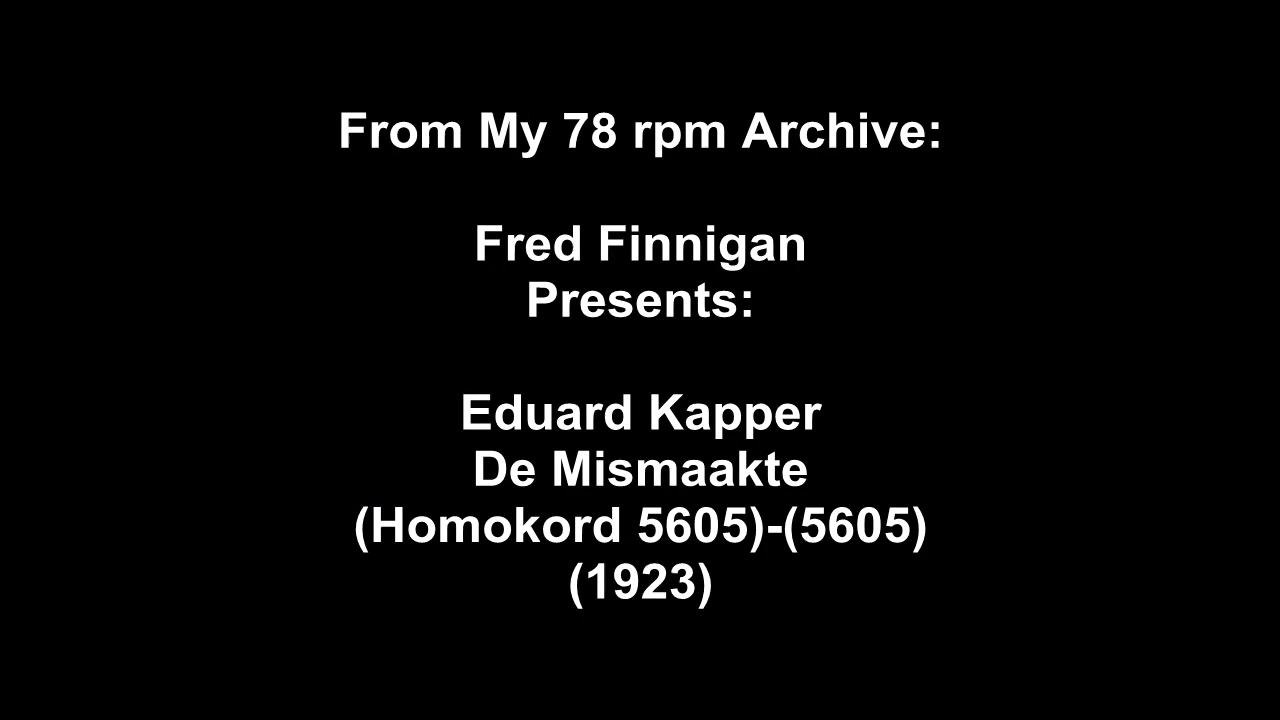 From My 78 rpm Archive:
Fred Finnigan
Presents:
Eduard Kapper
De Mismaakte
(Homokord 5605)-(5605)
(1923)